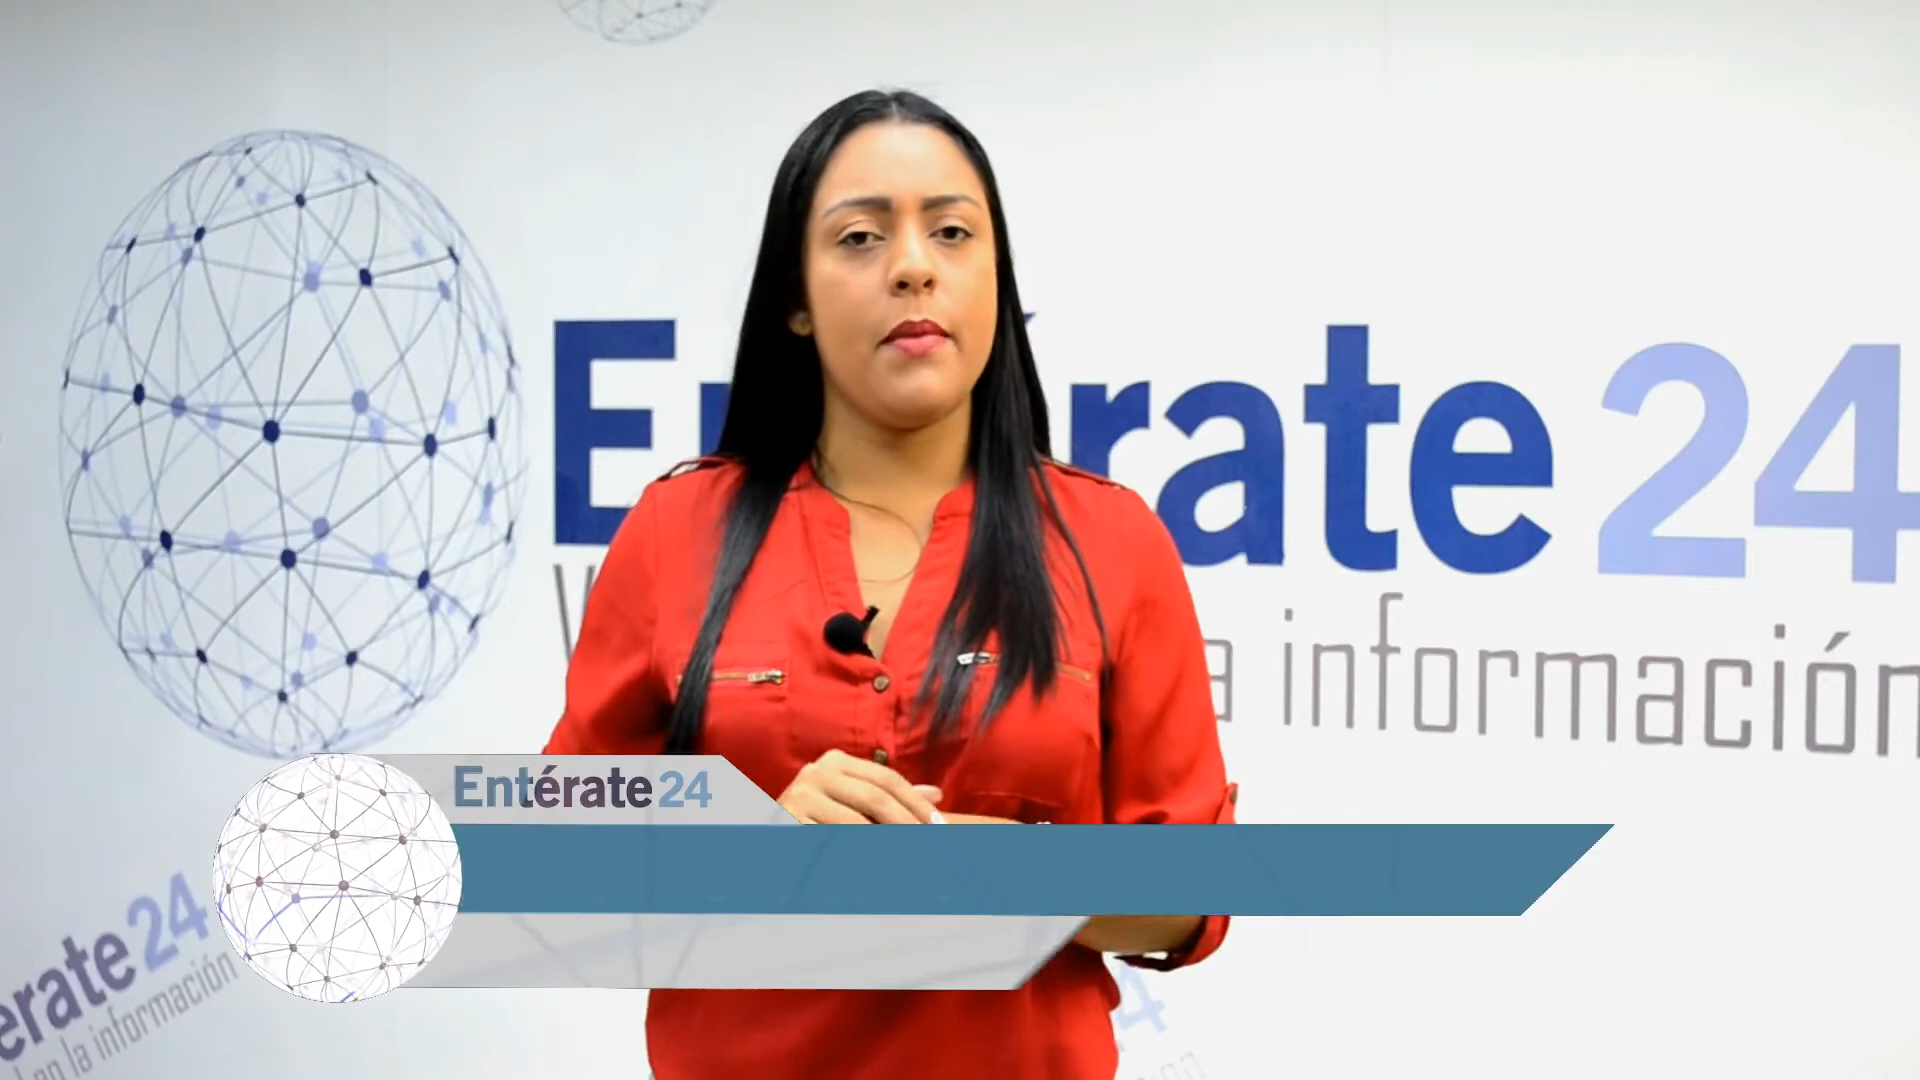 Entérate24
a información
Entérate24
érate24
en la información